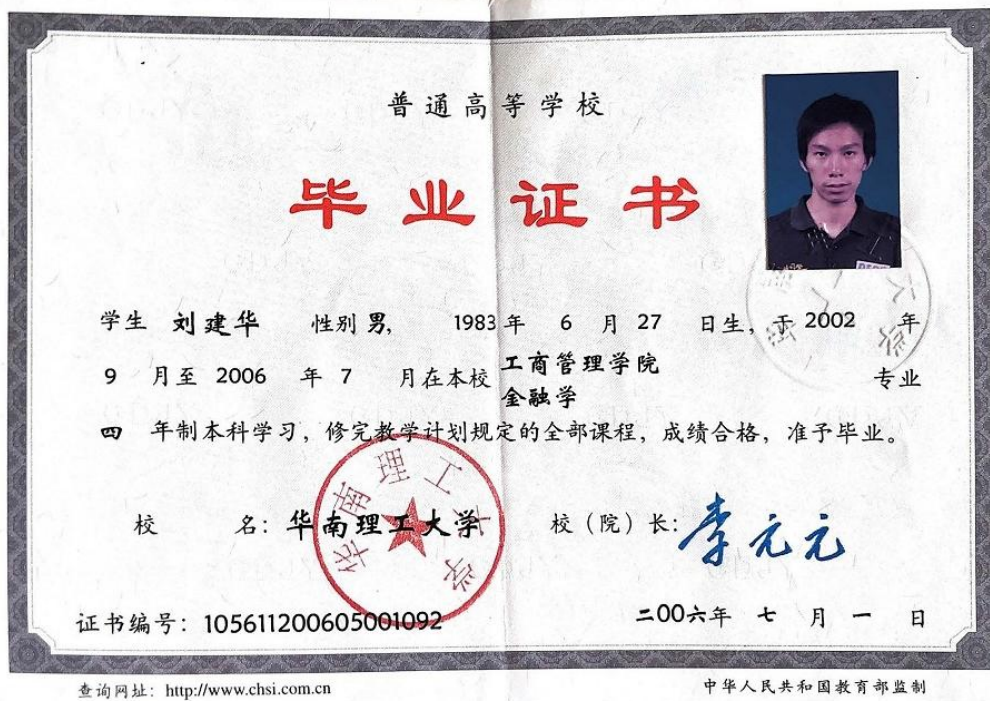 普通高等学校
毕业证书
学生 刘建华 性别 男, 1983 年 6 月 27 日生, 于 2002 年
9 月至 2006 年 7 月在本校 工商管理学院
金融学 专业
四 年制本科学习, 修完教学计划规定的全部课程, 成绩合格, 准予毕业。
华南理工大学
校 名: 华南理工大学 校(院)长: 李元元
证书编号: 105611200605001092 二00六年 七 月 一 日
查询网址: http://www.chsi.com.cn 中华人民共和国教育部监制